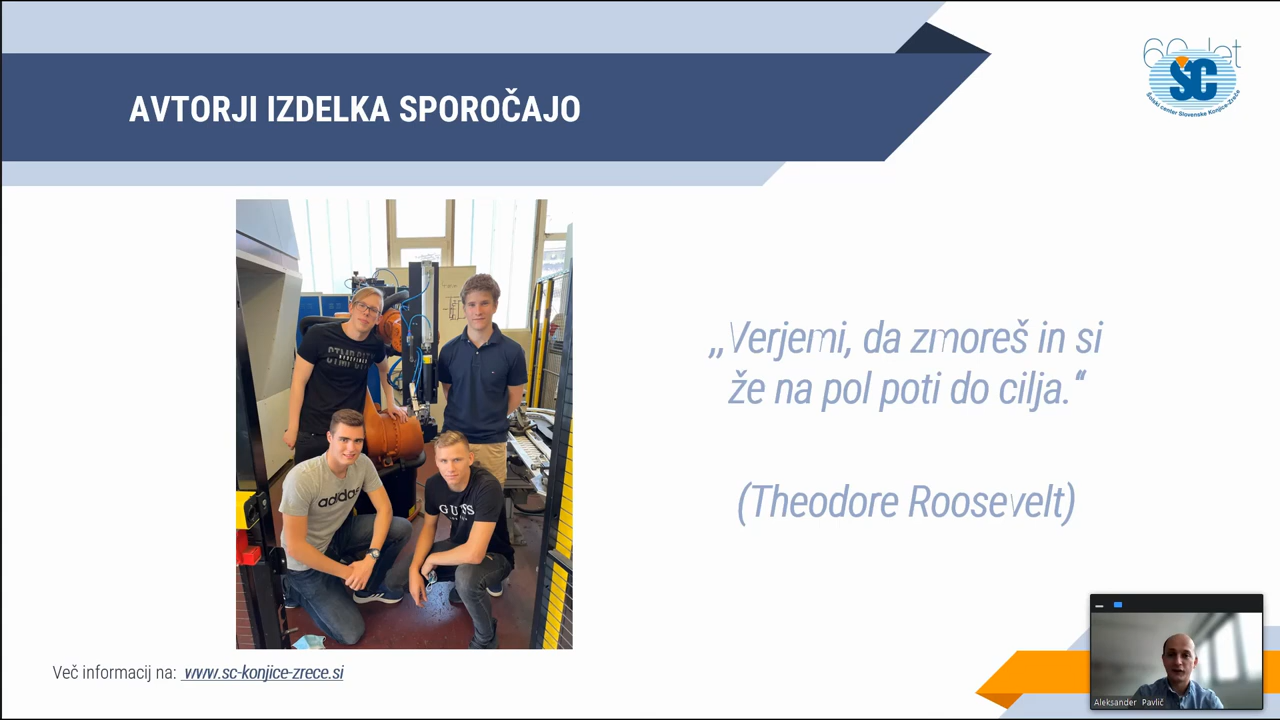 AVTORJI IZDELKA SPOROČAJO
60 let
ŠC
Šolski center Slovenske Konjice-Zreče
„Verjemi, da zmoreš in si
že na pol poti do cilja.“
(Theodore Roosevelt)
adidas
GUESS
Več informacij na: www.sc-konjice-zrece.si
Aleksander Pavlič